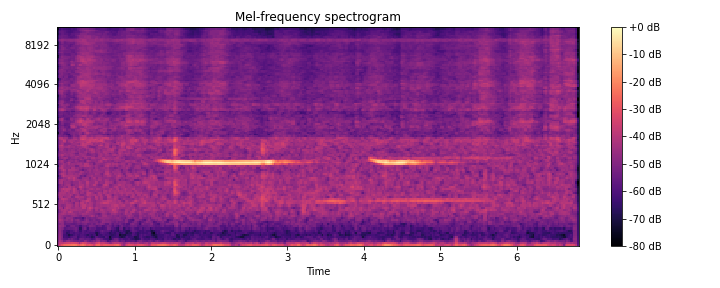 Mel-frequency spectrogram
+0 dB
8192
-10 dB
4096
-20 dB
-30 dB
2048
Hz
-40 dB
1024
-50 dB
512
-60 dB
-70 dB
0
-80 dB
0 1 2 3 4 5 6
Time